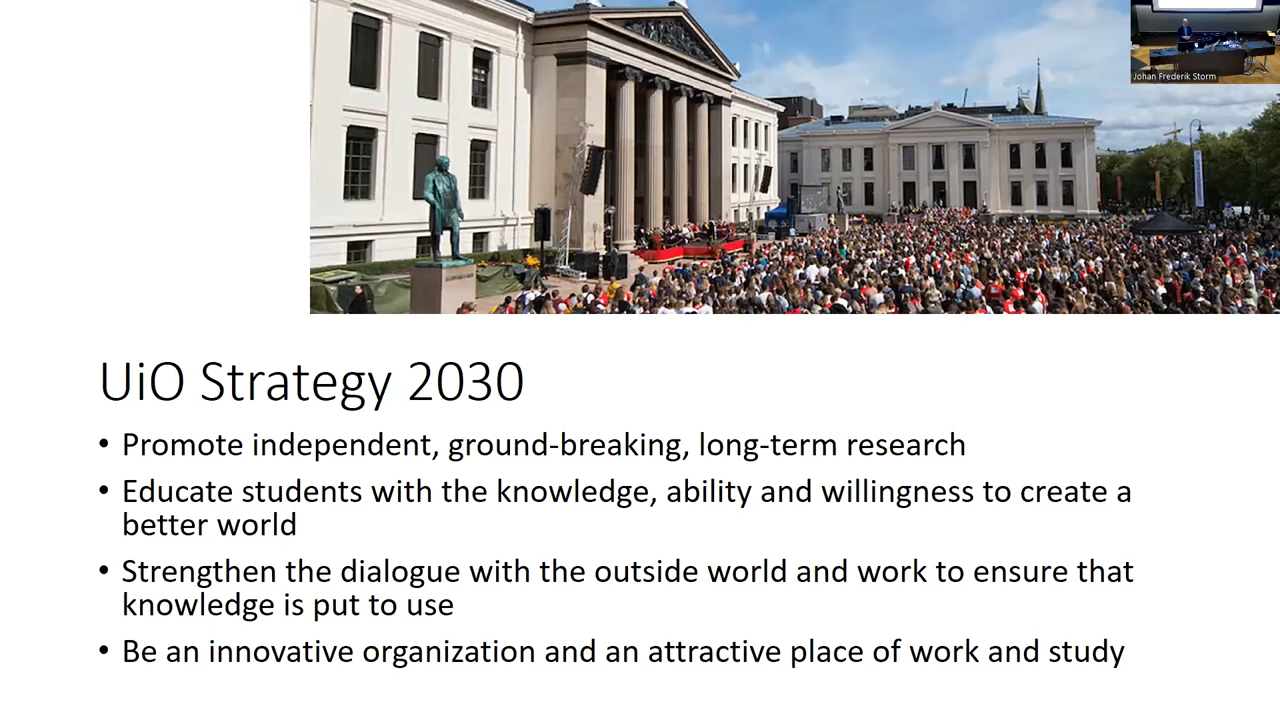 Johan Frederik Storm
UiO Strategy 2030
• Promote independent, ground-breaking, long-term research
• Educate students with the knowledge, ability and willingness to create a
better world
• Strengthen the dialogue with the outside world and work to ensure that
knowledge is put to use
• Be an innovative organization and an attractive place of work and study